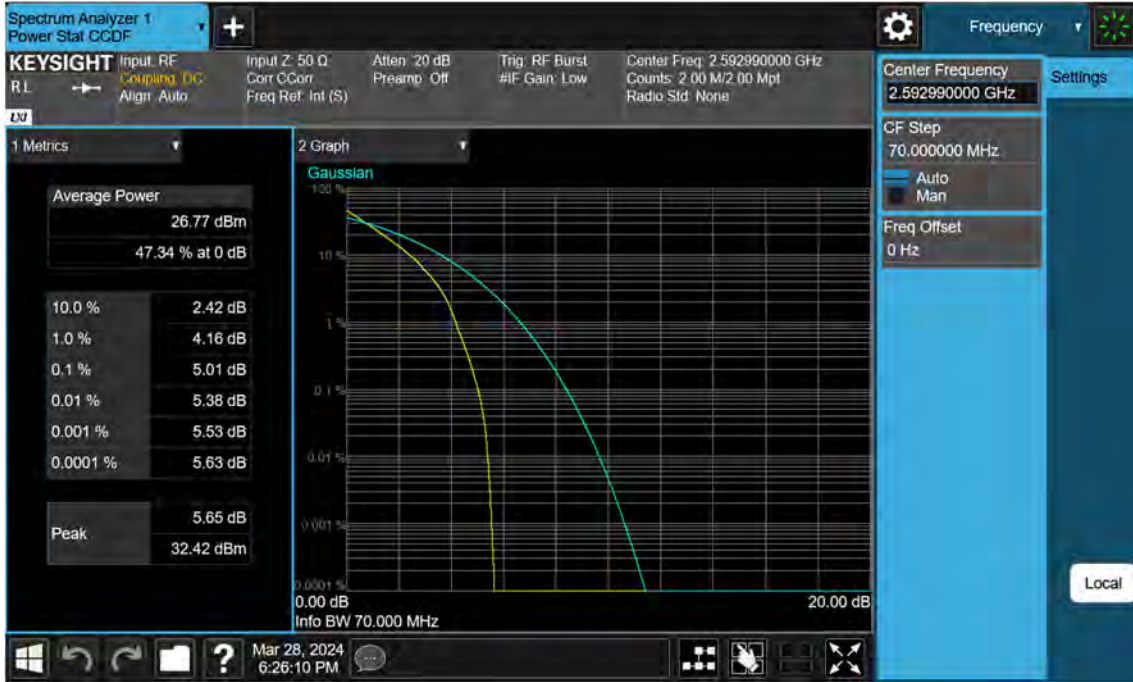 Spectrum Analyzer 1
Power Stat CCDF
+
Frequency
KEYSIGHT
RL
LXI
Input: RF
Coupling: DC
Align: Auto
Input Z: 50 Ω
Corr CCorr
Freq Ref: Int (S)
Atten: 20 dB
Preamp: Off
Trig: RF Burst
#IF Gain: Low
Center Freq: 2.592990000 GHz
Counts: 2.00 M/2.00 Mpt
Radio Std: None
Center Frequency
2.592990000 GHz
Settings
CF Step
70.000000 MHz
Auto
Man
Freq Offset
0 Hz
Local
1 Metrics
Average Power
26.77 dBm
47.34 % at 0 dB
10.0 % 2.42 dB
1.0 % 4.16 dB
0.1 % 5.01 dB
0.01 % 5.38 dB
0.001 % 5.53 dB
0.0001 % 5.63 dB
Peak
5.65 dB
32.42 dBm
2 Graph
Gaussian
100 %
10 %
1 %
0.1 %
0.01 %
0.001 %
0.0001 %
0.00 dB 20.00 dB
Info BW 70.000 MHz
?
Mar 28, 2024
6:26:10 PM